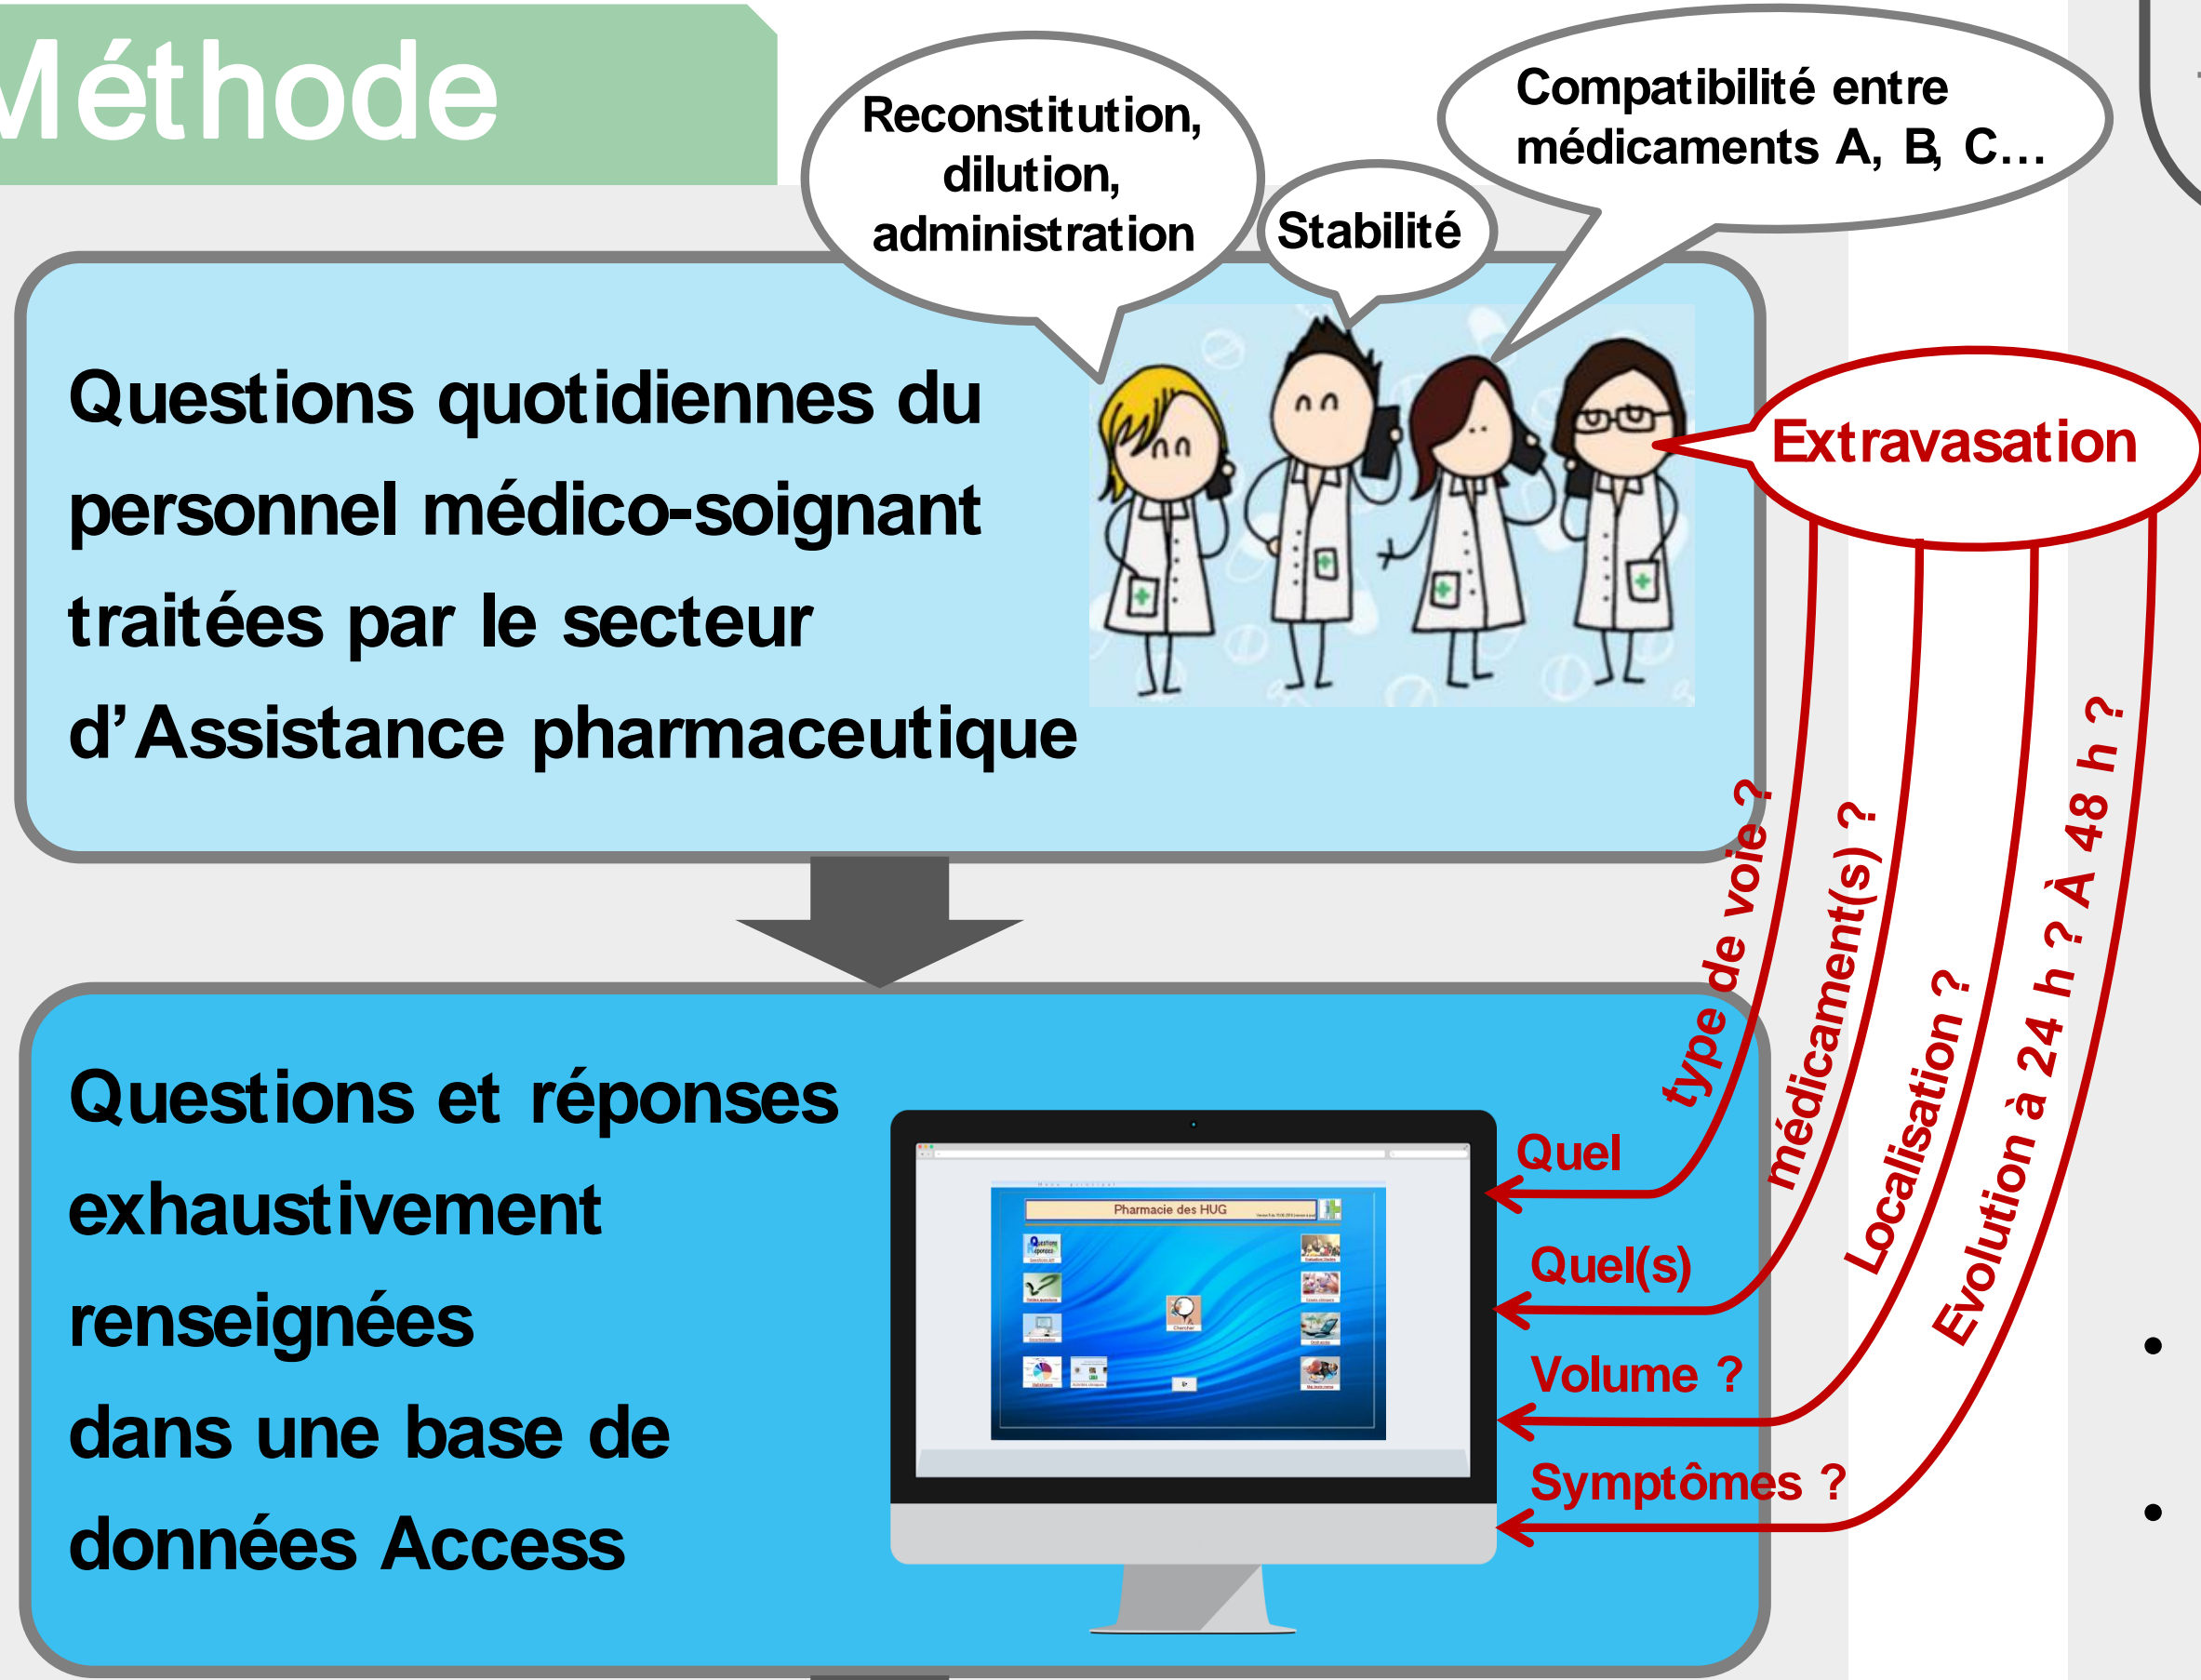 Méthode
Reconstitution,
dilution,
administration
Stabilité
Compatibilité entre
médicaments A, B, C…
Extravasation
Questions quotidiennes du
personnel médico-soignant
traitées par le secteur
d’Assistance pharmaceutique
Questions et réponses
exhaustivement
renseignées
dans une base de
données Access
Pharmacie des HUG
Chercher
Quel type de voie ?
Quel(s) médicament(s) ?
Volume ? Localisation ?
Symptômes ? Evolution à 24 h ? À 48 h ?